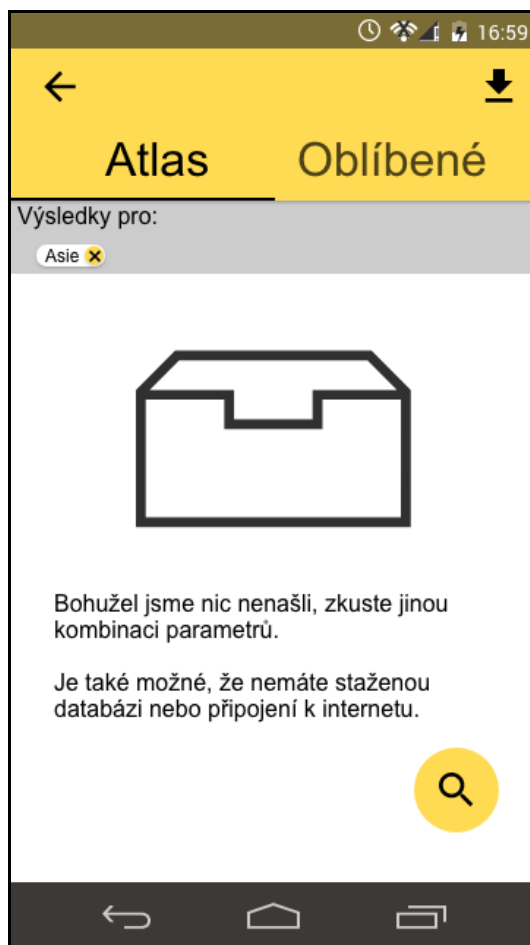 16:59
Atlas Oblíbené
Výsledky pro:
Asie
Bohužel jsme nic nenašli, zkuste jinou
kombinaci parametrů.
Je také možné, že nemáte staženou
databázi nebo připojení k internetu.